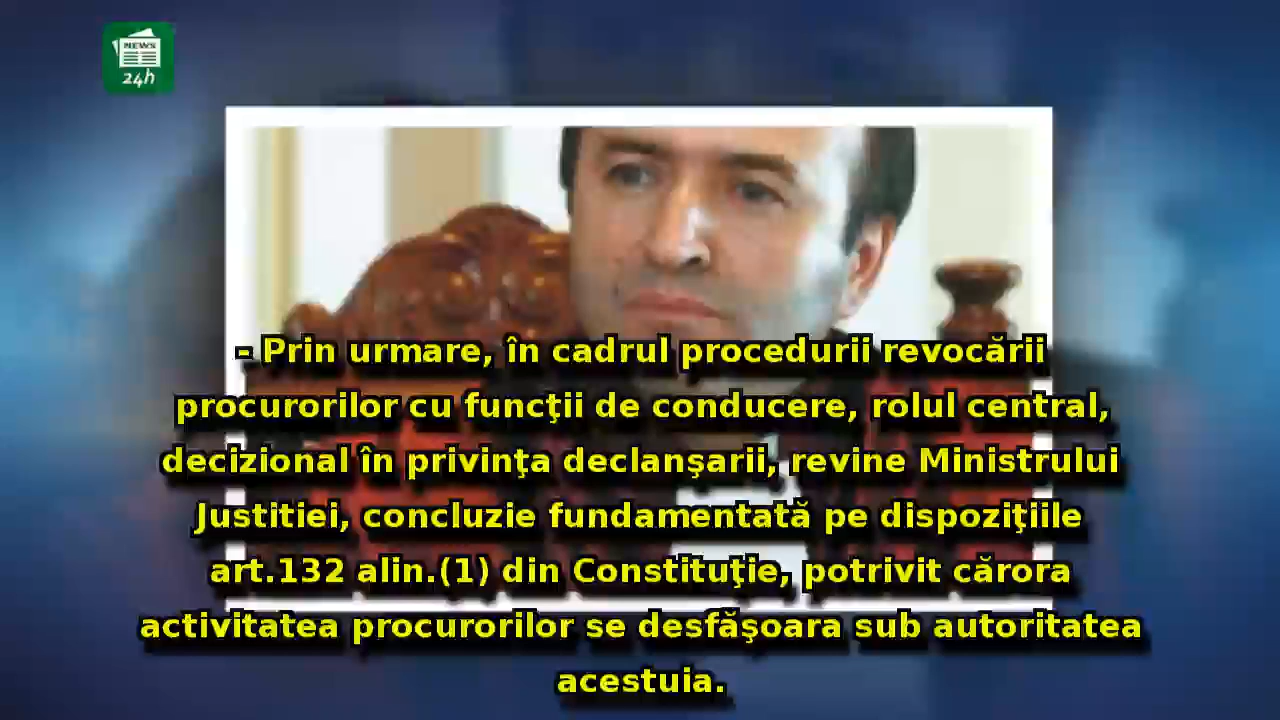 NEWS
24h
- Prin urmare, în cadrul procedurii revocării
procurorilor cu funcţii de conducere, rolul central,
decizional în privinţa declanşarii, revine Ministrului
Justitiei, concluzie fundamentată pe dispoziţiile
art.132 alin.(1) din Constituţie, potrivit cărora
activitatea procurorilor se desfăşoara sub autoritatea
acestuia.